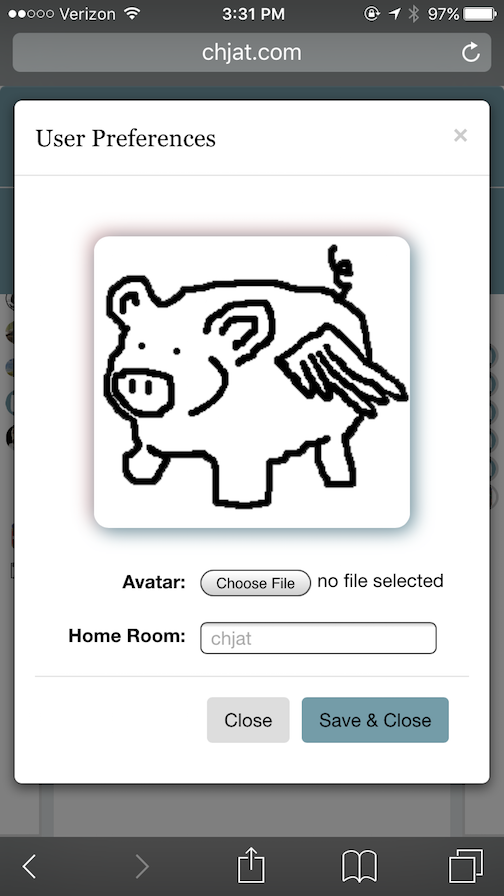 Verizon 3:31 PM 97%
chjat.com
User Preferences
×
Avatar: Choose File no file selected
Home Room: chjat
Close Save & Close